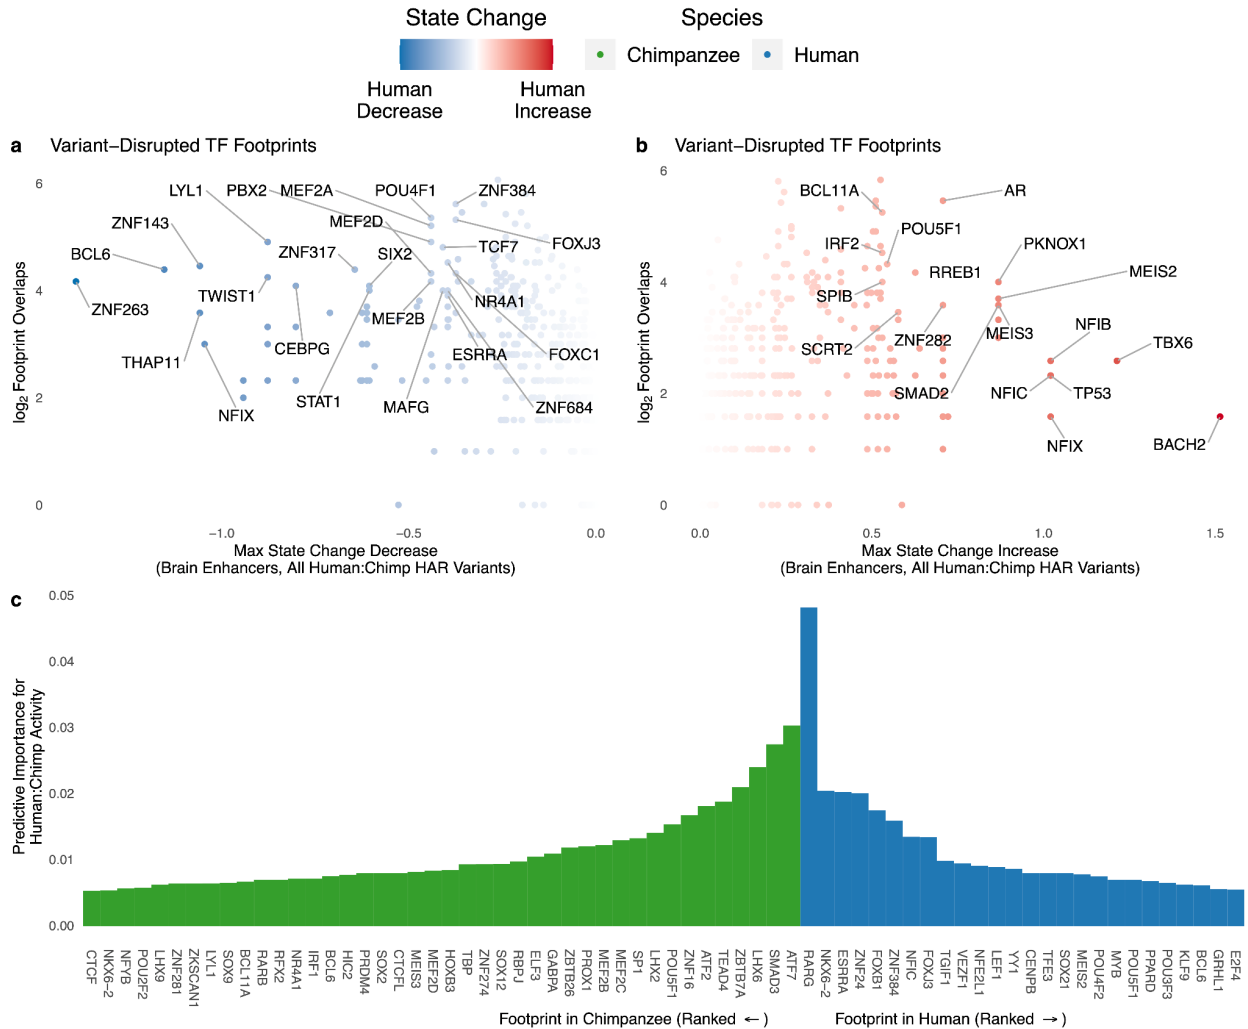 State Change
Species
Chimpanzee
Human
Human
Decrease
Human
Increase
a
Variant−Disrupted TF Footprints
6
4
2
0
log2 Footprint Overlaps
LYL1
PBX2
MEF2A
POU4F1
ZNF384
ZNF143
MEF2D
BCL6
ZNF317
SIX2
TCF7
FOXJ3
TWIST1
ZNF263
NR4A1
MEF2B
THAP11
CEBPG
ESRRA
FOXC1
NFIX
STAT1
MAFG
ZNF684
−1.0
−0.5
0.0
Max State Change Decrease
(Brain Enhancers, All Human:Chimp HAR Variants)
b
Variant−Disrupted TF Footprints
6
4
2
0
log2 Footprint Overlaps
BCL11A
AR
POU5F1
IRF2
PKNOX1
RREB1
MEIS2
SPIB
SCRT2
ZNF282
MEIS3
NFIB
TBX6
SMAD2
NFIC
TP53
NFIX
BACH2
0.0
0.5
1.0
1.5
Max State Change Increase
(Brain Enhancers, All Human:Chimp HAR Variants)
c
0.05
0.04
0.03
0.02
0.01
0.00
Predictive Importance for
Human:Chimp Activity
CTCF
NKX6−2
NFYB
POU2F2
LHX9
ZNF281
ZKSCAN1
LYL1
SOX9
BCL11A
RARB
RFX2
NR4A1
IRF1
BCL6
HIC2
PRDM4
SOX2
CTCFL
MEIS3
MEF2D
HOXB3
TBP
ZNF274
SOX12
RBPJ
ELF3
GABPA
ZBTB26
PROX1
MEF2B
MEF2C
SP1
LHX2
POU5F1
ZNF16
ATF2
TEAD4
ZBTB7A
LHX6
SMAD3
ATF7
RARG
NKX6−2
ESRRA
ZNF24
FOXB1
ZNF384
NFIC
FOXJ3
TGIF1
VEZF1
NFE2L1
LEF1
YY1
CENPB
TFE3
SOX21
MEIS2
POU4F2
MYB
POU5F1
PPARD
POU3F3
KLF9
BCL6
GRHL1
E2F4
Footprint in Chimpanzee (Ranked ←)
Footprint in Human (Ranked →)